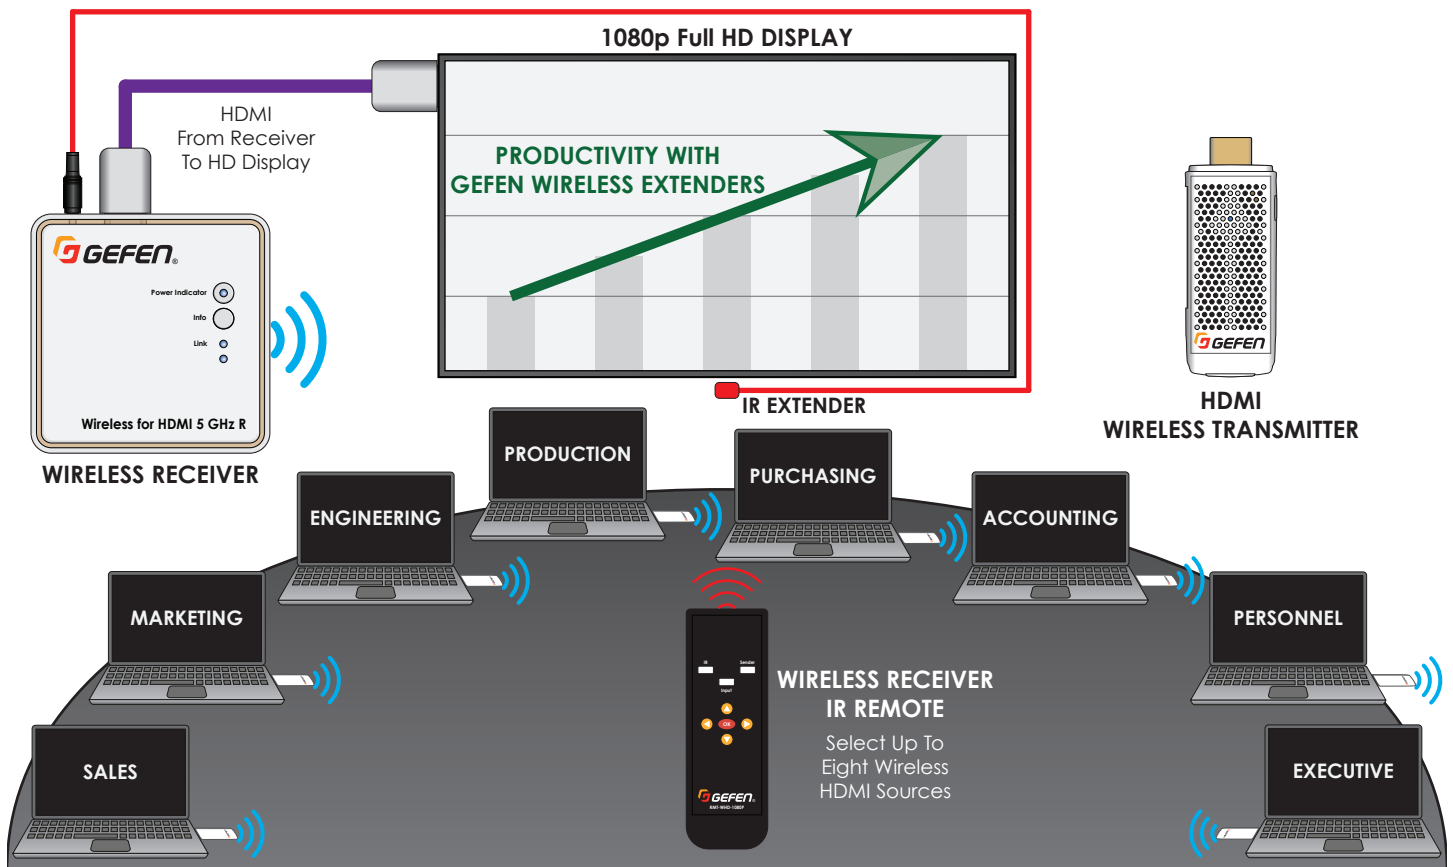 1080p Full HD DISPLAY
HDMI
From Receiver
To HD Display
PRODUCTIVITY WITH
GEFEN WIRELESS EXTENDERS
GEFEN®
Power Indicator
Info
Link
Wireless for HDMI 5 GHz R
WIRELESS RECEIVER
IR EXTENDER
GEFEN
HDMI
WIRELESS TRANSMITTER
PRODUCTION
PURCHASING
ENGINEERING
ACCOUNTING
MARKETING
PERSONNEL
SALES
EXECUTIVE
IR
Sender
Input
OK
GEFEN®
RMT-WHD-1080P
WIRELESS RECEIVER
IR REMOTE
Select Up To
Eight Wireless
HDMI Sources